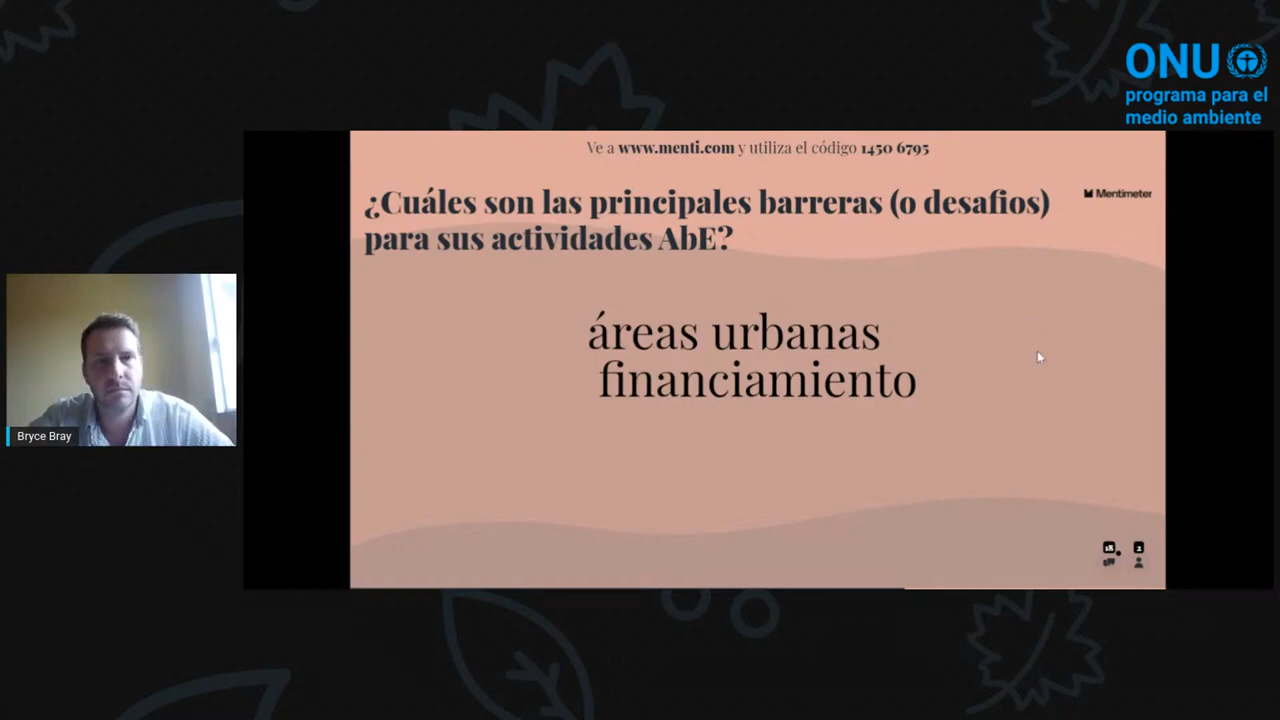 ONU
programa para el
medio ambiente
Ve a www.menti.com y utiliza el código 1450 6795
¿Cuáles son las principales barreras (o desafios)
para sus actividades AbE?
Mentimeter
áreas urbanas
financiamiento
Bryce Bray
2